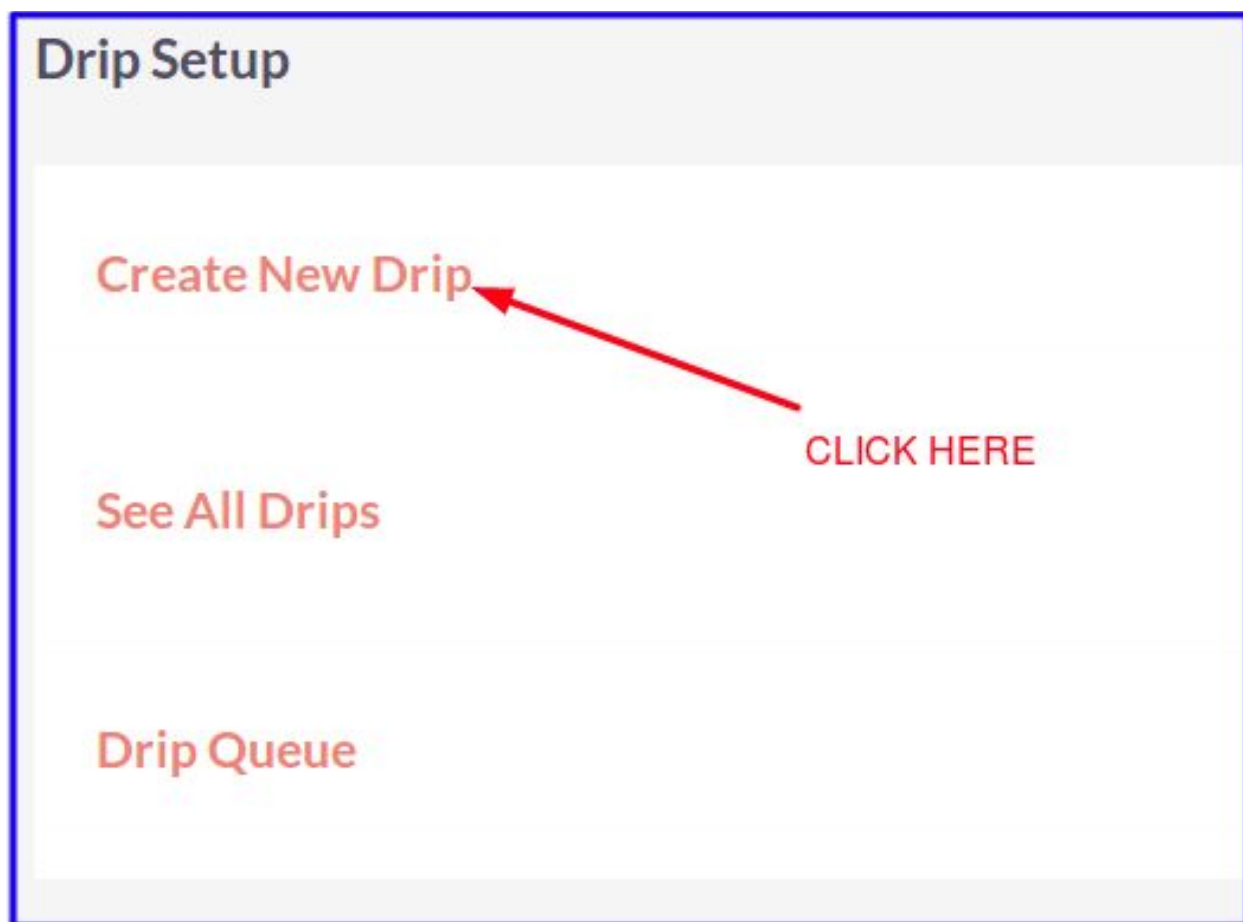 Drip Setup
Create New Drip
CLICK HERE
See All Drips
Drip Queue